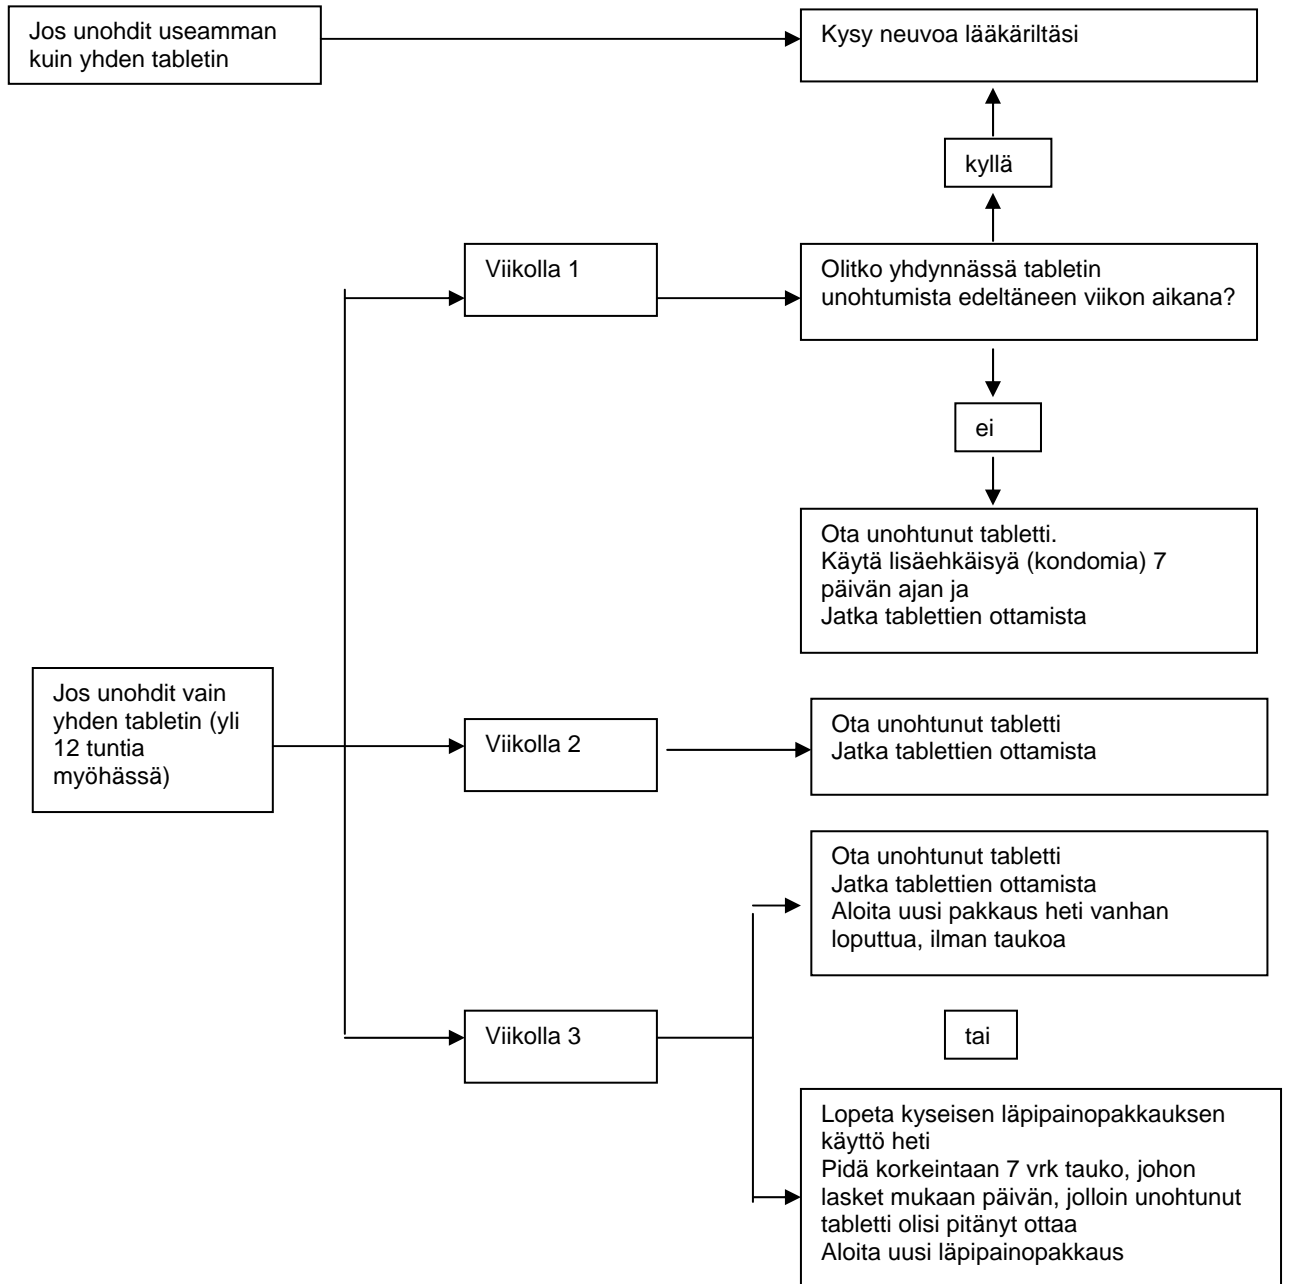 Jos unohdit useamman
kuin yhden tabletin
Kysy neuvoa lääkäriltäsi
kyllä
Viikolla 1
Olitko yhdynnässä tabletin
unohtumista edeltäneen viikon aikana?
ei
Ota unohtunut tabletti.
Käytä lisäehkäisyä (kondomia) 7
päivän ajan ja
Jatka tablettien ottamista
Jos unohdit vain
yhden tabletin (yli
12 tuntia
myöhässä)
Viikolla 2
Ota unohtunut tabletti
Jatka tablettien ottamista
Ota unohtunut tabletti
Jatka tablettien ottamista
Aloita uusi pakkaus heti vanhan
loputtua, ilman taukoa
Viikolla 3
tai
Lopeta kyseisen läpipainopakkauksen
käyttö heti
Pidä korkeintaan 7 vrk tauko, johon
lasket mukaan päivän, jolloin unohtunut
tabletti olisi pitänyt ottaa
Aloita uusi läpipainopakkaus